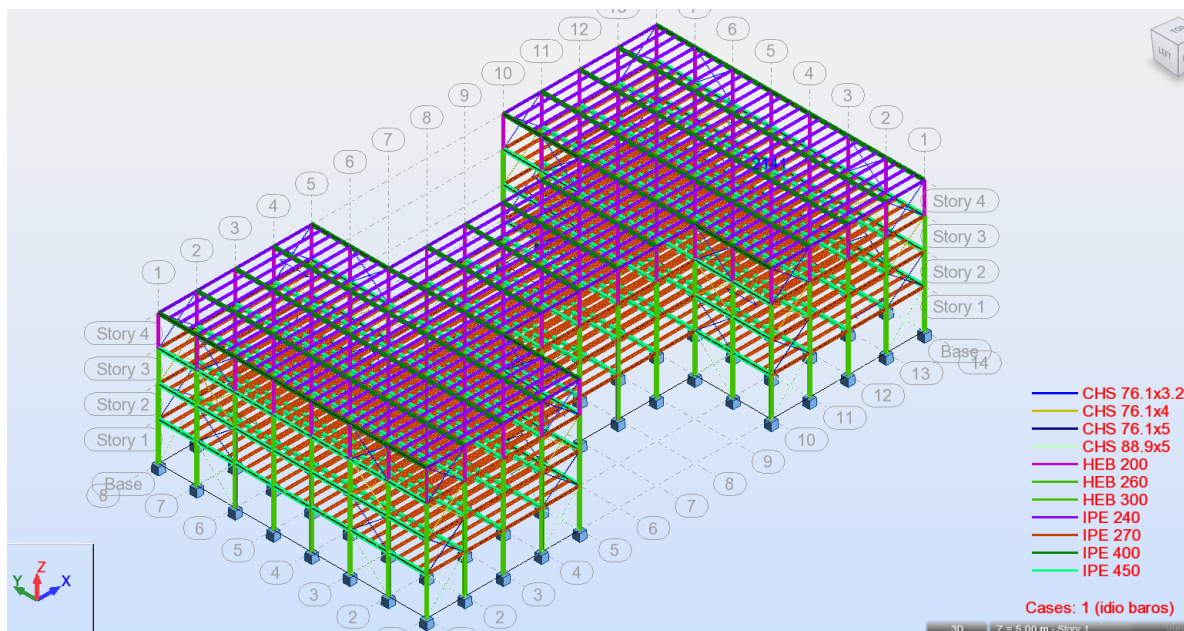 7
13
6
12
5
11
4
10
3
9
2
8
1
7
6
5
4
3
2
1
TOP
LEFT
Story 4
Story 3
Story 2
Story 1
Base
14
13
12
11
10
9
8
7
6
5
4
3
2
Story 4
Story 3
Story 2
Story 1
Base
8
7
6
5
4
3
2
CHS 76.1x3.2
CHS 76.1x4
CHS 76.1x5
CHS 88.9x5
HEB 200
HEB 260
HEB 300
IPE 240
IPE 270
IPE 400
IPE 450
Cases: 1 (idio baros)
Z
Y
X
3D
Z = 5.00 m - Story 1